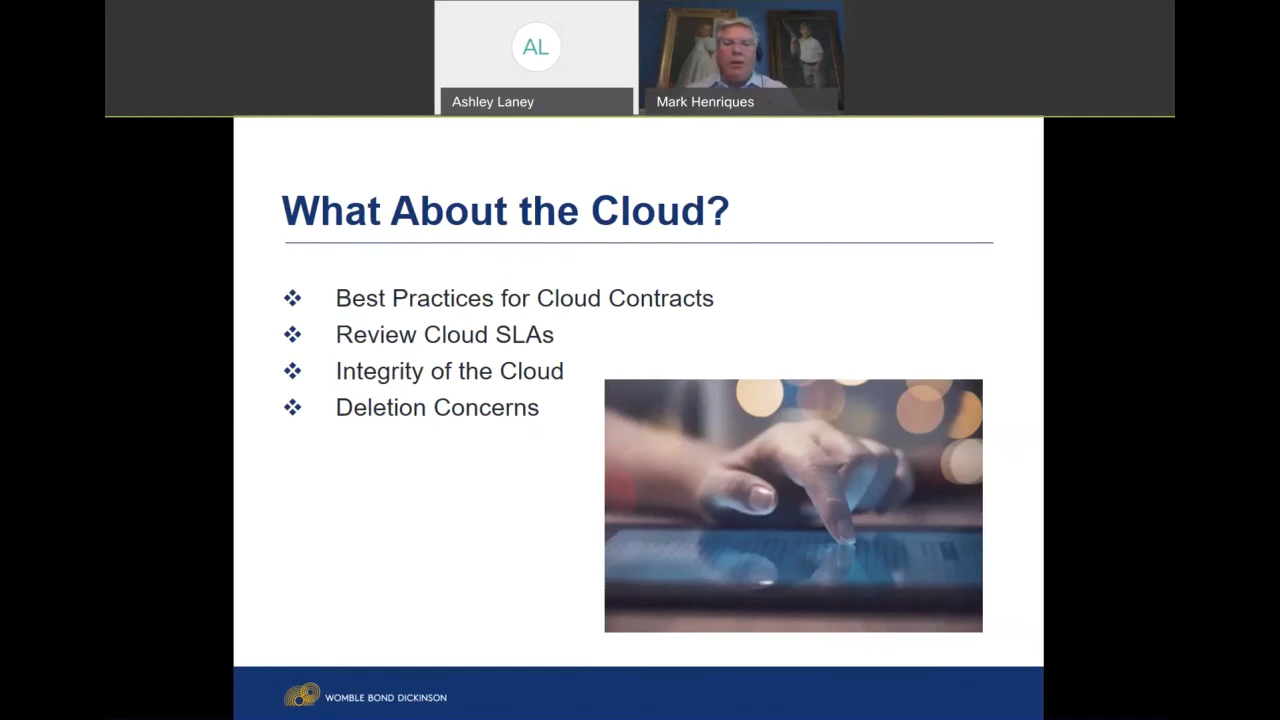 AL
Ashley Laney
Mark Henriques
What About the Cloud?
❖ Best Practices for Cloud Contracts
❖ Review Cloud SLAs
❖ Integrity of the Cloud
❖ Deletion Concerns
WOMBLE BOND DICKINSON